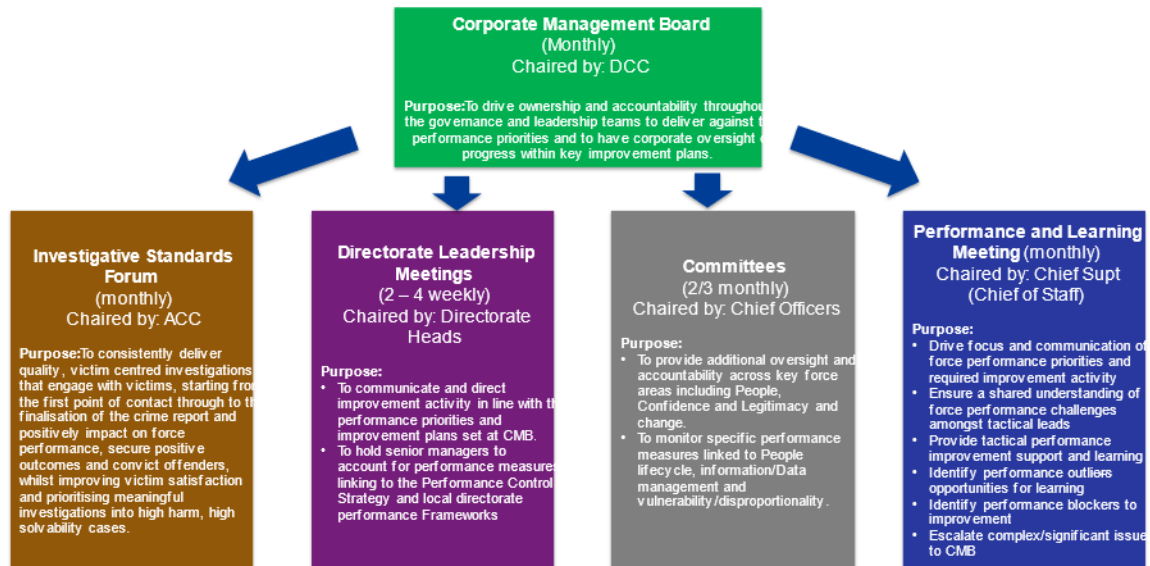 Corporate Management Board
(Monthly)
Chaired by: DCC
Purpose:To drive ownership and accountability throughou
the governance and leadership teams to deliver against t
performance priorities and to have corporate oversight o
progress within key improvement plans.
Investigative Standards
Forum
(monthly)
Chaired by: ACC
Purpose:To consistently deliver
quality, victim centred investigations
that engage with victims, starting from
the first point of contact through to th
finalisation of the crime report and
positively impact on force
performance, secure positive
outcomes and convict offenders,
whilst improving victim satisfaction
and prioritising meaningful
investigations into high harm, high
solvability cases.
Directorate Leadership
Meetings
(2 – 4 weekly)
Chaired by: Directorate
Heads
Purpose:
• To communicate and direct
improvement activity in line with th
performance priorities and
improvement plans set at CMB.
• To hold senior managers to
account for performance measures
linking to the Performance Control
Strategy and local directorate
performance Frameworks
Committees
(2/3 monthly)
Chaired by: Chief Officers
Purpose:
• To provide additional oversight and
accountability across key force
areas including People,
Confidence and Legitimacy and
change.
• To monitor specific performance
measures linked to People
lifecycle, information/Data
management and
vulnerability/disproportionality.
Performance and Learning
Meeting (monthly)
Chaired by: Chief Supt
(Chief of Staff)
Purpose:
• Drive focus and communication of
force performance priorities and
required improvement activity
• Ensure a shared understanding of
force performance challenges
amongst tactical leads
• Provide tactical performance
improvement support and learning
• Identify performance outliers
opportunities for learning
• Identify performance blockers to
improvement
• Escalate complex/significant issue
to CMB